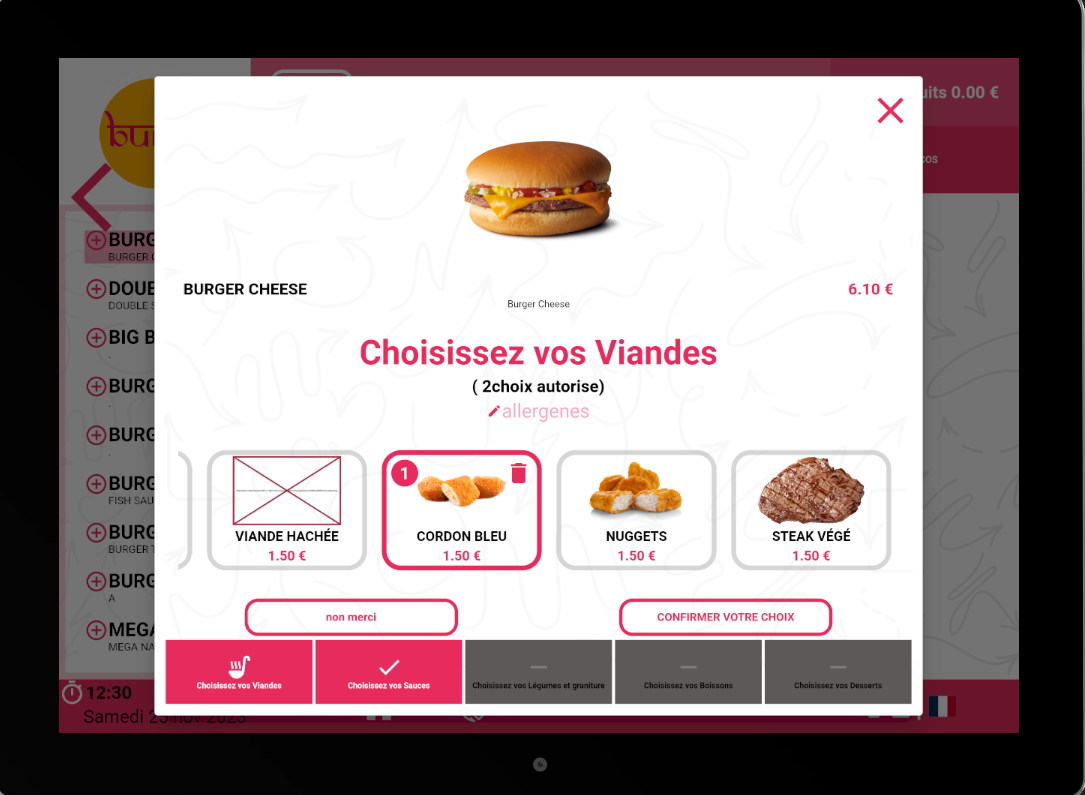 bu
uits 0.00 €
cos
BURGER CHEESE
6.10 €
Burger Cheese
Choisissez vos Viandes
( 2choix autorise)
allergenes
1
VIANDE HACHÉE
1.50 €
CORDON BLEU
1.50 €
NUGGETS
1.50 €
STEAK VÉGÉ
1.50 €
non merci
CONFIRMER VOTRE CHOIX
Choisissez vos Viandes
Choisissez vos Sauces
Choisissez vos Légumes et graniture
Choisissez vos Boissons
Choisissez vos Desserts
BURG
BURGER C
DOUE
DOUBLE S
BIG B
BURG
BURG
BURG
FISH SAU
BURG
BURGER T
BURG
A
MEGA
MEGA NA
12:30
Samedi 25 nov 2023